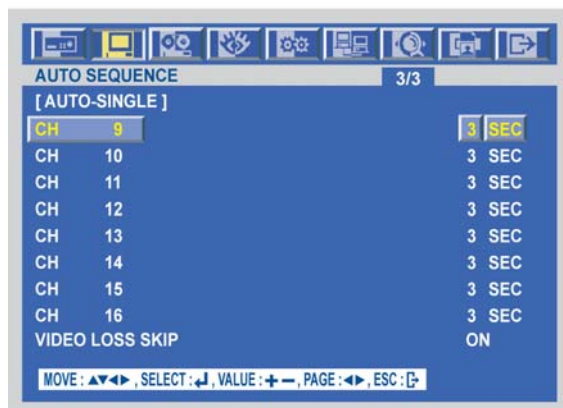 AUTO SEQUENCE 3/3
[ AUTO-SINGLE ]
CH 9 3 SEC
CH 10 3 SEC
CH 11 3 SEC
CH 12 3 SEC
CH 13 3 SEC
CH 14 3 SEC
CH 15 3 SEC
CH 16 3 SEC
VIDEO LOSS SKIP ON
MOVE : ▲▼◀▶ , SELECT : ↲ , VALUE : + − , PAGE : ◀▶ , ESC :